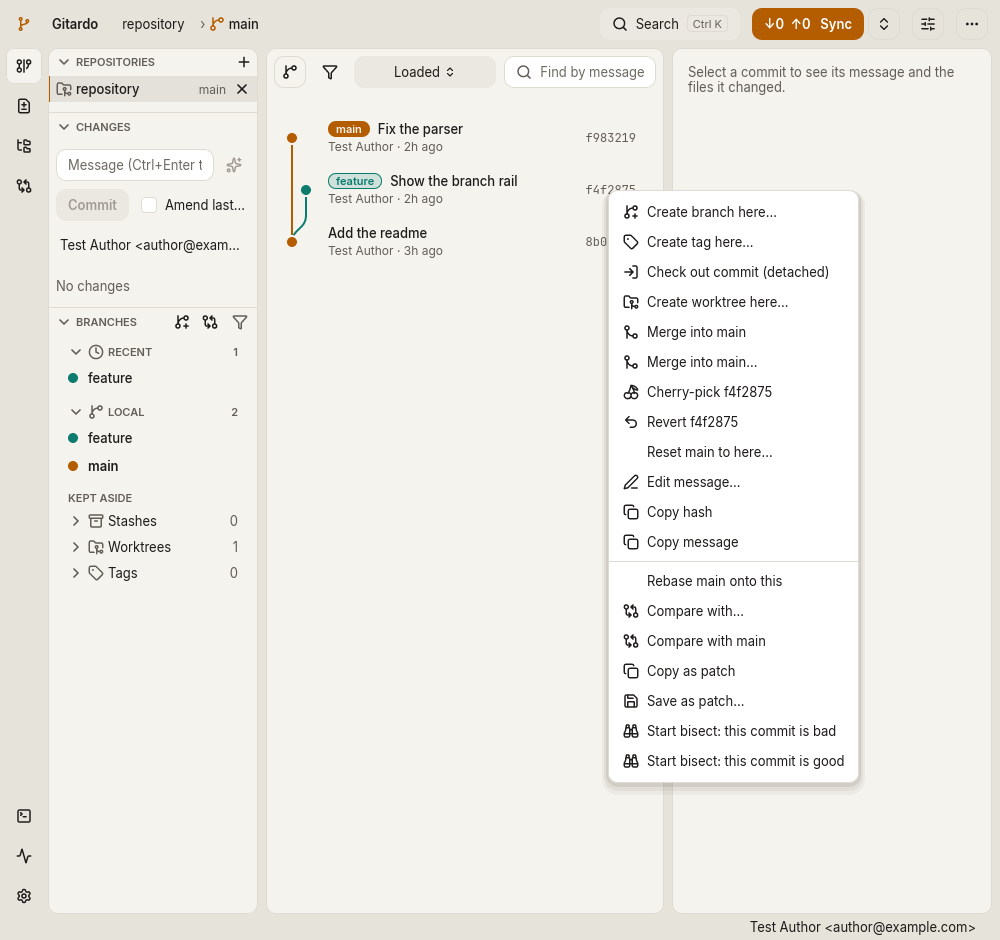 Gitardo
repository
main
Search Ctrl K
↓0 ↑0 Sync
REPOSITORIES
repository main
CHANGES
Message (Ctrl+Enter t
Commit
Amend last...
Test Author <author@exam...
No changes
BRANCHES
RECENT 1
feature
LOCAL 2
feature
main
KEPT ASIDE
Stashes 0
Worktrees 1
Tags 0
Loaded
Find by message
main Fix the parser
Test Author · 2h ago
f983219
feature Show the branch rail
Test Author · 2h ago
f4f2875
Add the readme
Test Author · 3h ago
8b0
Select a commit to see its message and the
files it changed.
Create branch here...
Create tag here...
Check out commit (detached)
Create worktree here...
Merge into main
Merge into main...
Cherry-pick f4f2875
Revert f4f2875
Reset main to here...
Edit message...
Copy hash
Copy message
Rebase main onto this
Compare with...
Compare with main
Copy as patch
Save as patch...
Start bisect: this commit is bad
Start bisect: this commit is good
Test Author <author@example.com>